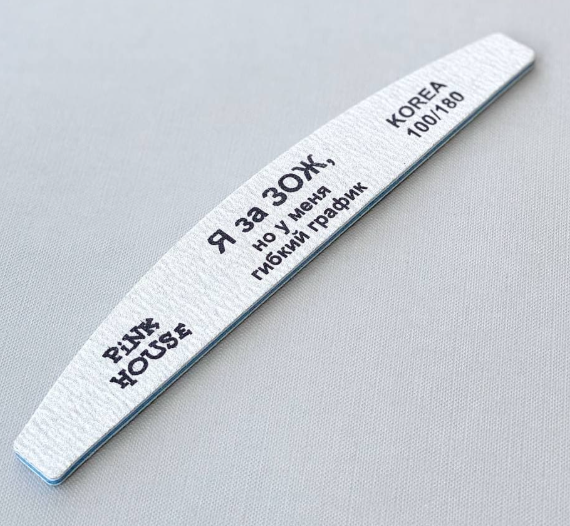 PiNK
HOUSE
Я за ЗОЖ,
но у меня
гибкий график
KOREA
100/180